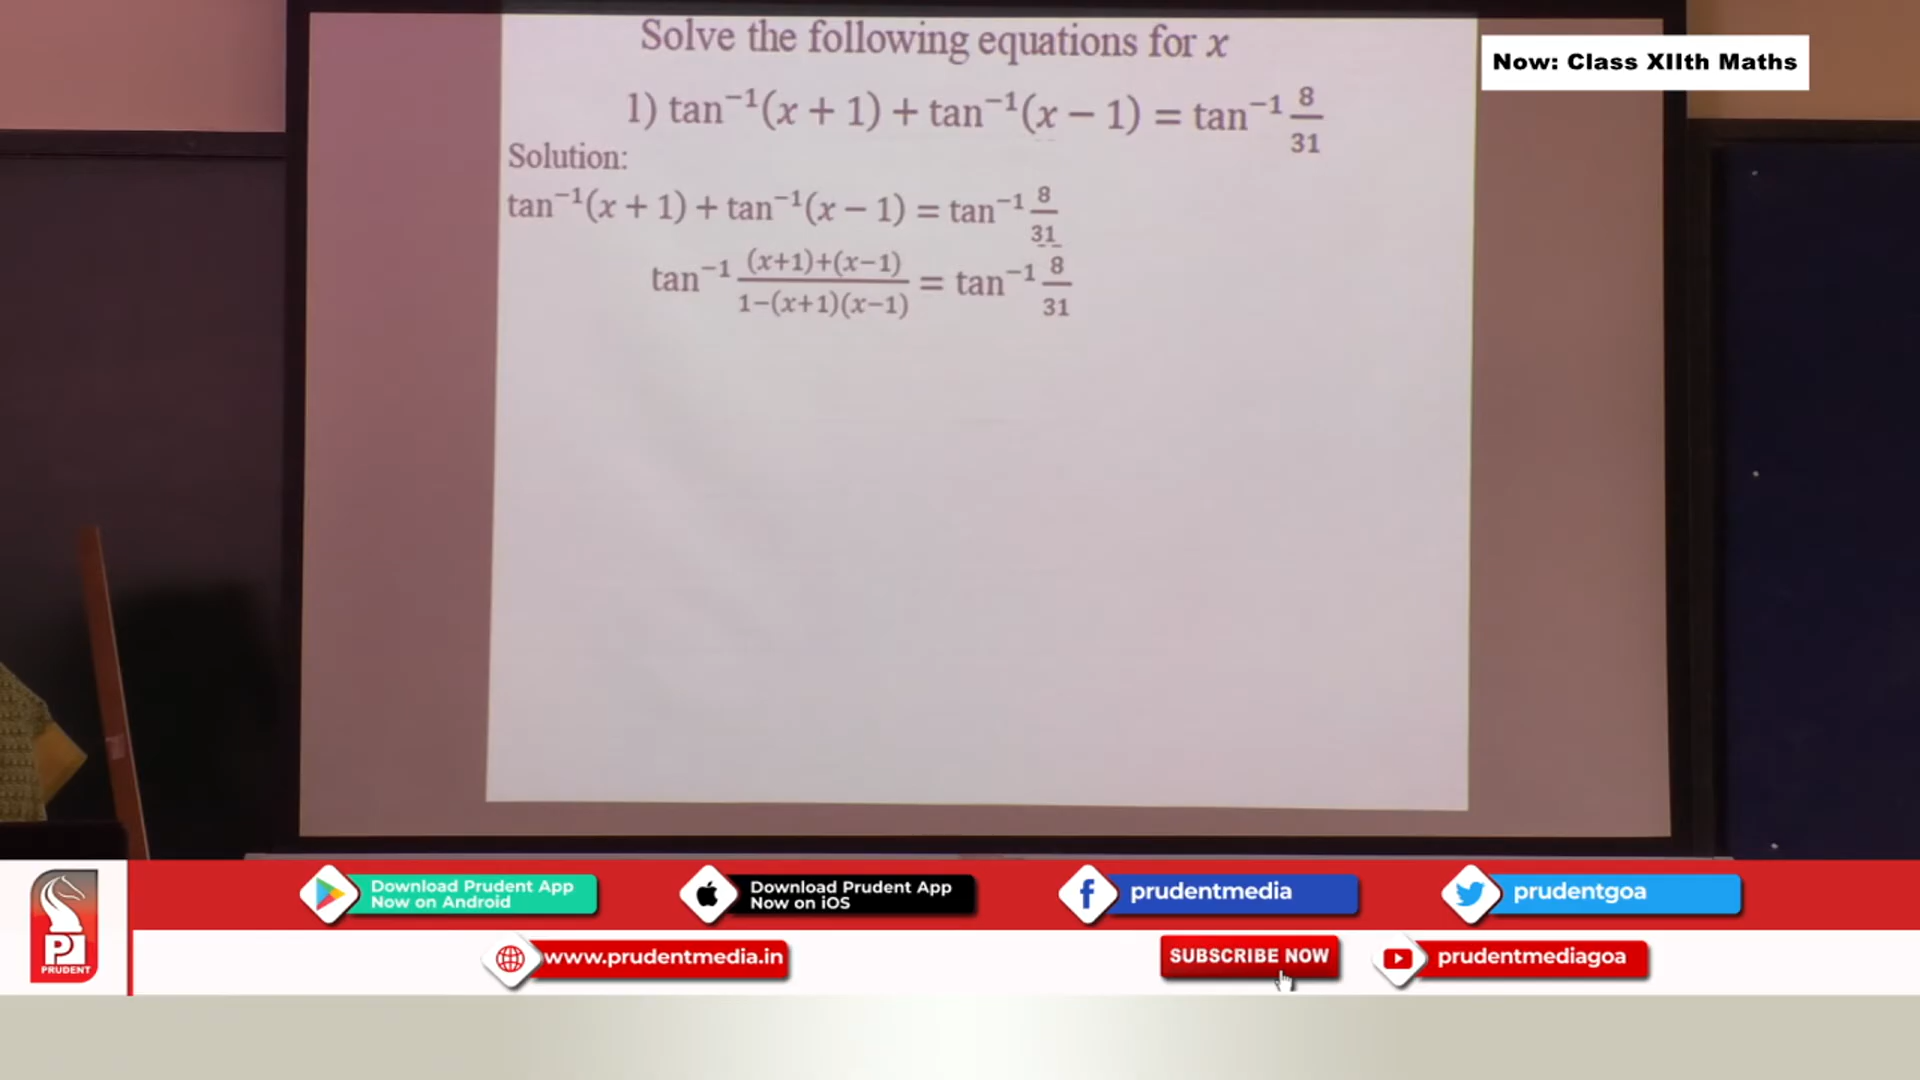 Solve the following equations for x
Now: Class XIIth Maths
1) tan⁻¹(x + 1) + tan⁻¹(x − 1) = tan⁻¹ 8/31
Solution:
tan⁻¹(x + 1) + tan⁻¹(x − 1) = tan⁻¹ 8/31
tan⁻¹ (x+1)+(x−1)/1−(x+1)(x−1) = tan⁻¹ 8/31
Download Prudent App
Now on Android
Download Prudent App
Now on iOS
prudentmedia
prudentgoa
PRUDENT
www.prudentmedia.in
SUBSCRIBE NOW
prudentmediagoa